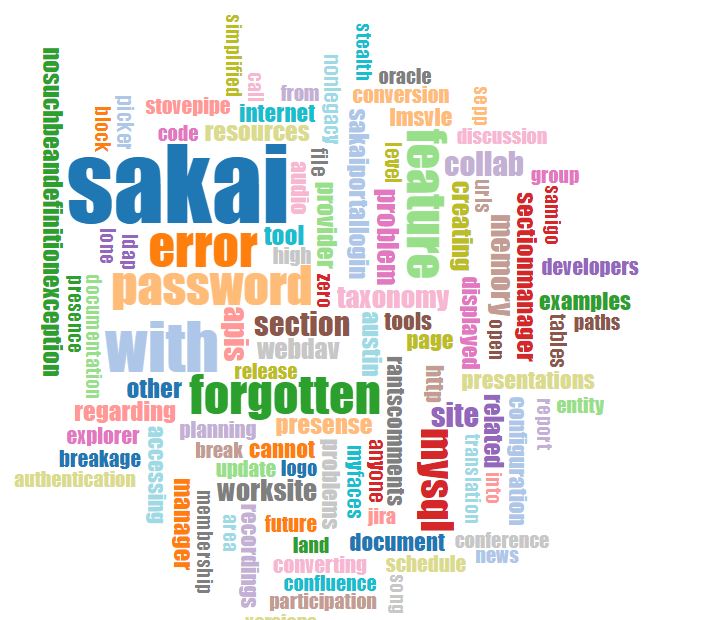 simplified
stealth
nosuchbeandefinitionexception
call
nonlegacy
oracle
from
conversion
sepp
picker
stovepipe
block
internet
sakaiportallogin
lmsvle
code
resources
feature
discussion
level
sakai
file
audio
collab
group
urls
creating
provider
problem
samigo
sectionmanager
memory
lone
ldap
error
tool
high
developers
password
zero
presence
documentation
taxonomy
displayed
examples
open
with
apis
section
austin
tools
paths
tables
webdav
page
release
rantscomments
http
presentations
other
forgotten
related
configuration
report
entity
regarding
site
presense
explorer
planning
accessing
mysql
break
cannot
problems
myfaces
anyone
translation
breakage
update
logo
into
authentication
manager
worksite
membership
recordings
area
future
jira
land
document
conference
news
converting
schedule
confluence
song
participation